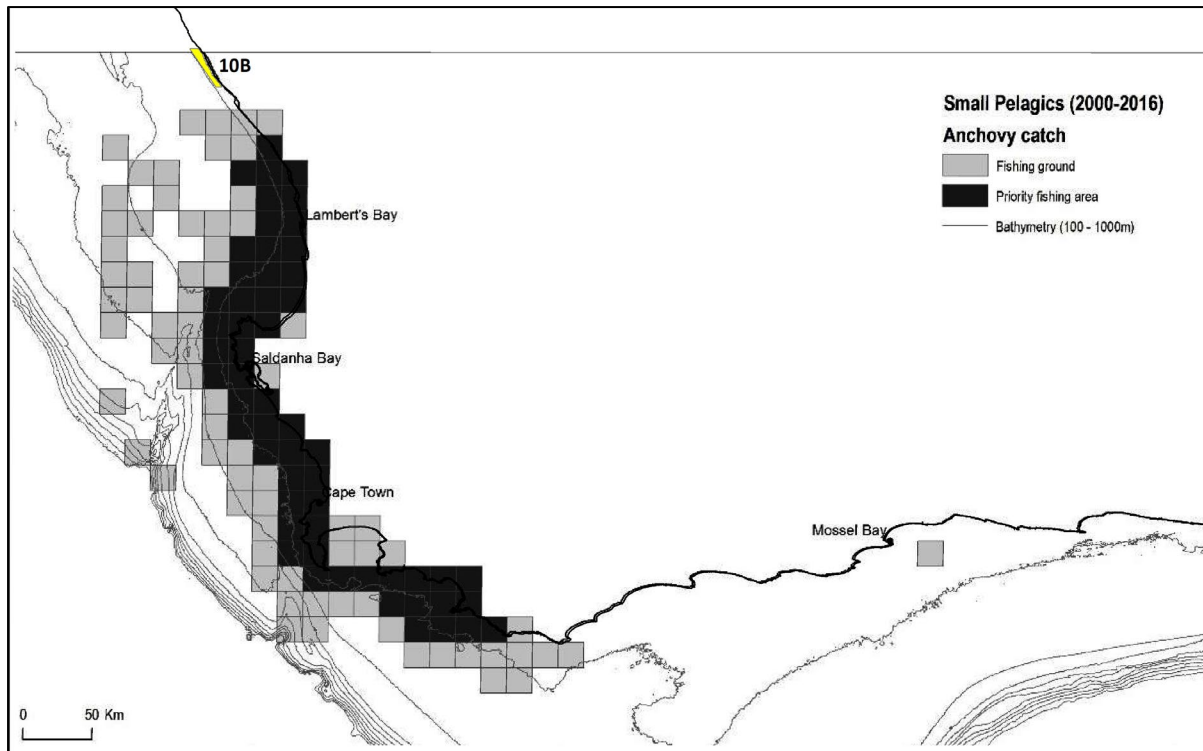 10B
Small Pelagics (2000-2016)
Anchovy catch
Fishing ground
Priority fishing area
Bathymetry (100 - 1000m)
Lambert's Bay
Saldanha Bay
Cape Town
Mossel Bay
0 50 Km